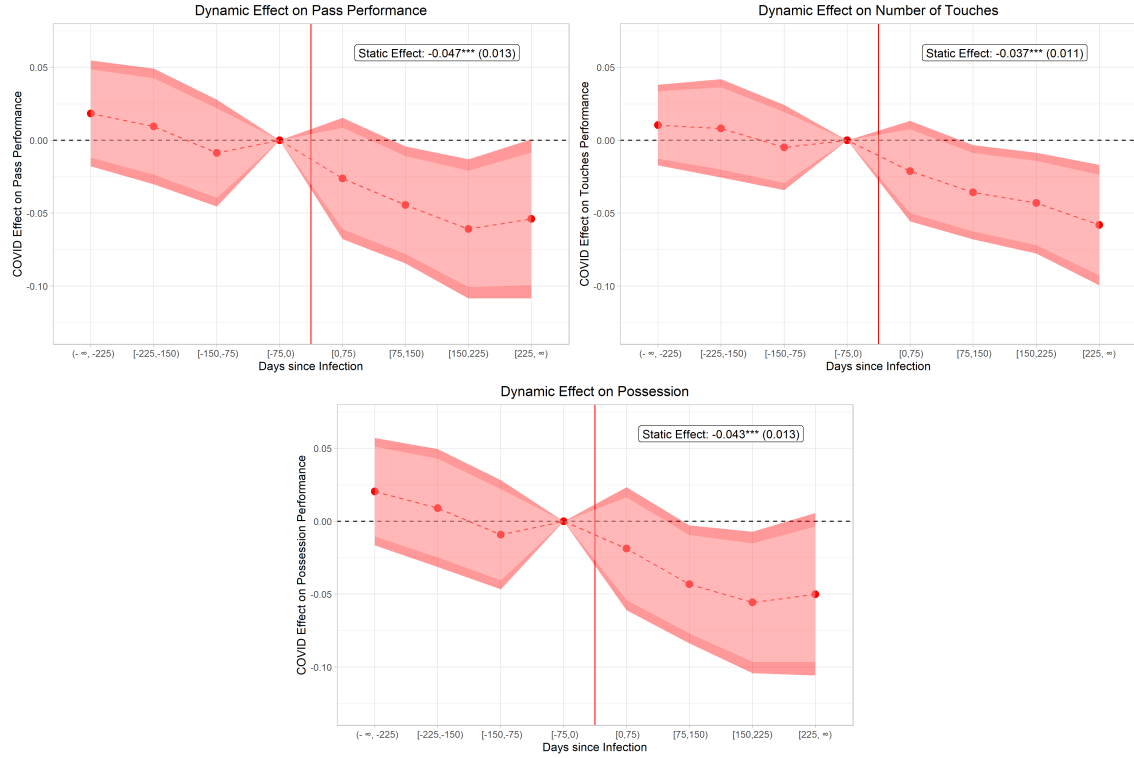 Dynamic Effect on Pass Performance
Static Effect: -0.047*** (0.013)
COVID Effect on Pass Performance
0.05
0.00
-0.05
-0.10
(- ∞, -225) [-225,-150) [-150,-75) [-75,0) [0,75) [75,150) [150,225) [225, ∞)
Days since Infection
Dynamic Effect on Number of Touches
Static Effect: -0.037*** (0.011)
COVID Effect on Touches Performance
0.05
0.00
-0.05
-0.10
(- ∞, -225) [-225,-150) [-150,-75) [-75,0) [0,75) [75,150) [150,225) [225, ∞)
Days since Infection
Dynamic Effect on Possession
Static Effect: -0.043*** (0.013)
COVID Effect on Possession Performance
0.05
0.00
-0.05
-0.10
(- ∞, -225) [-225,-150) [-150,-75) [-75,0) [0,75) [75,150) [150,225) [225, ∞)
Days since Infection